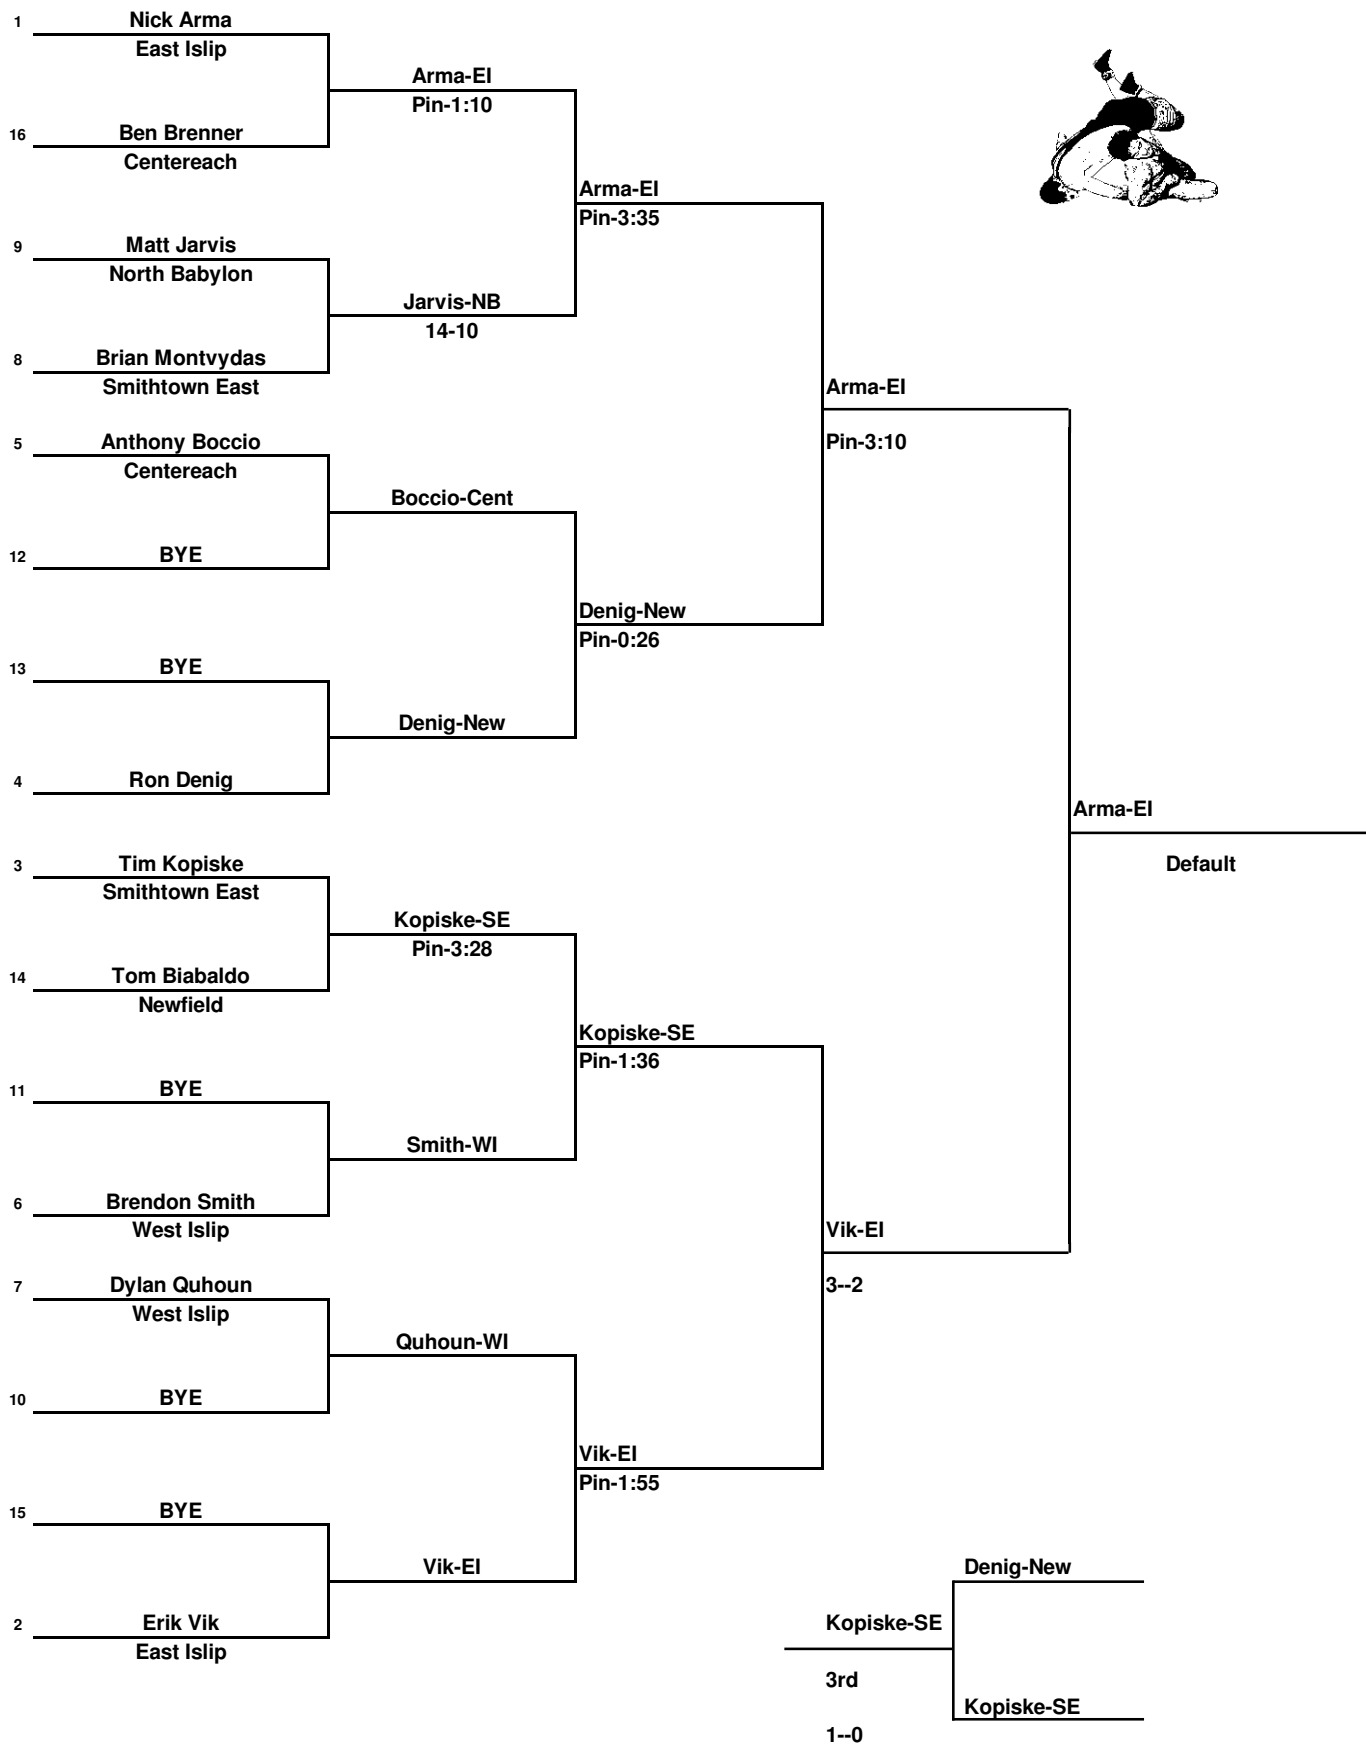 1 Nick Arma
East Islip
Arma-EI
Pin-1:10
16 Ben Brenner
Centereach
Arma-EI
Pin-3:35
9 Matt Jarvis
North Babylon
Jarvis-NB
14-10
8 Brian Montvydas
Smithtown East
Arma-EI
Pin-3:10
5 Anthony Boccio
Centereach
Boccio-Cent
12 BYE
Denig-New
Pin-0:26
13 BYE
Denig-New
4 Ron Denig
Arma-EI
Default
3 Tim Kopiske
Smithtown East
Kopiske-SE
Pin-3:28
14 Tom Biabaldo
Newfield
Kopiske-SE
Pin-1:36
11 BYE
Smith-WI
6 Brendon Smith
West Islip
Vik-EI
3--2
7 Dylan Quhoun
West Islip
Quhoun-WI
10 BYE
Vik-EI
Pin-1:55
15 BYE
Vik-EI
2 Erik Vik
East Islip
Denig-New
Kopiske-SE
3rd
Kopiske-SE
1--0